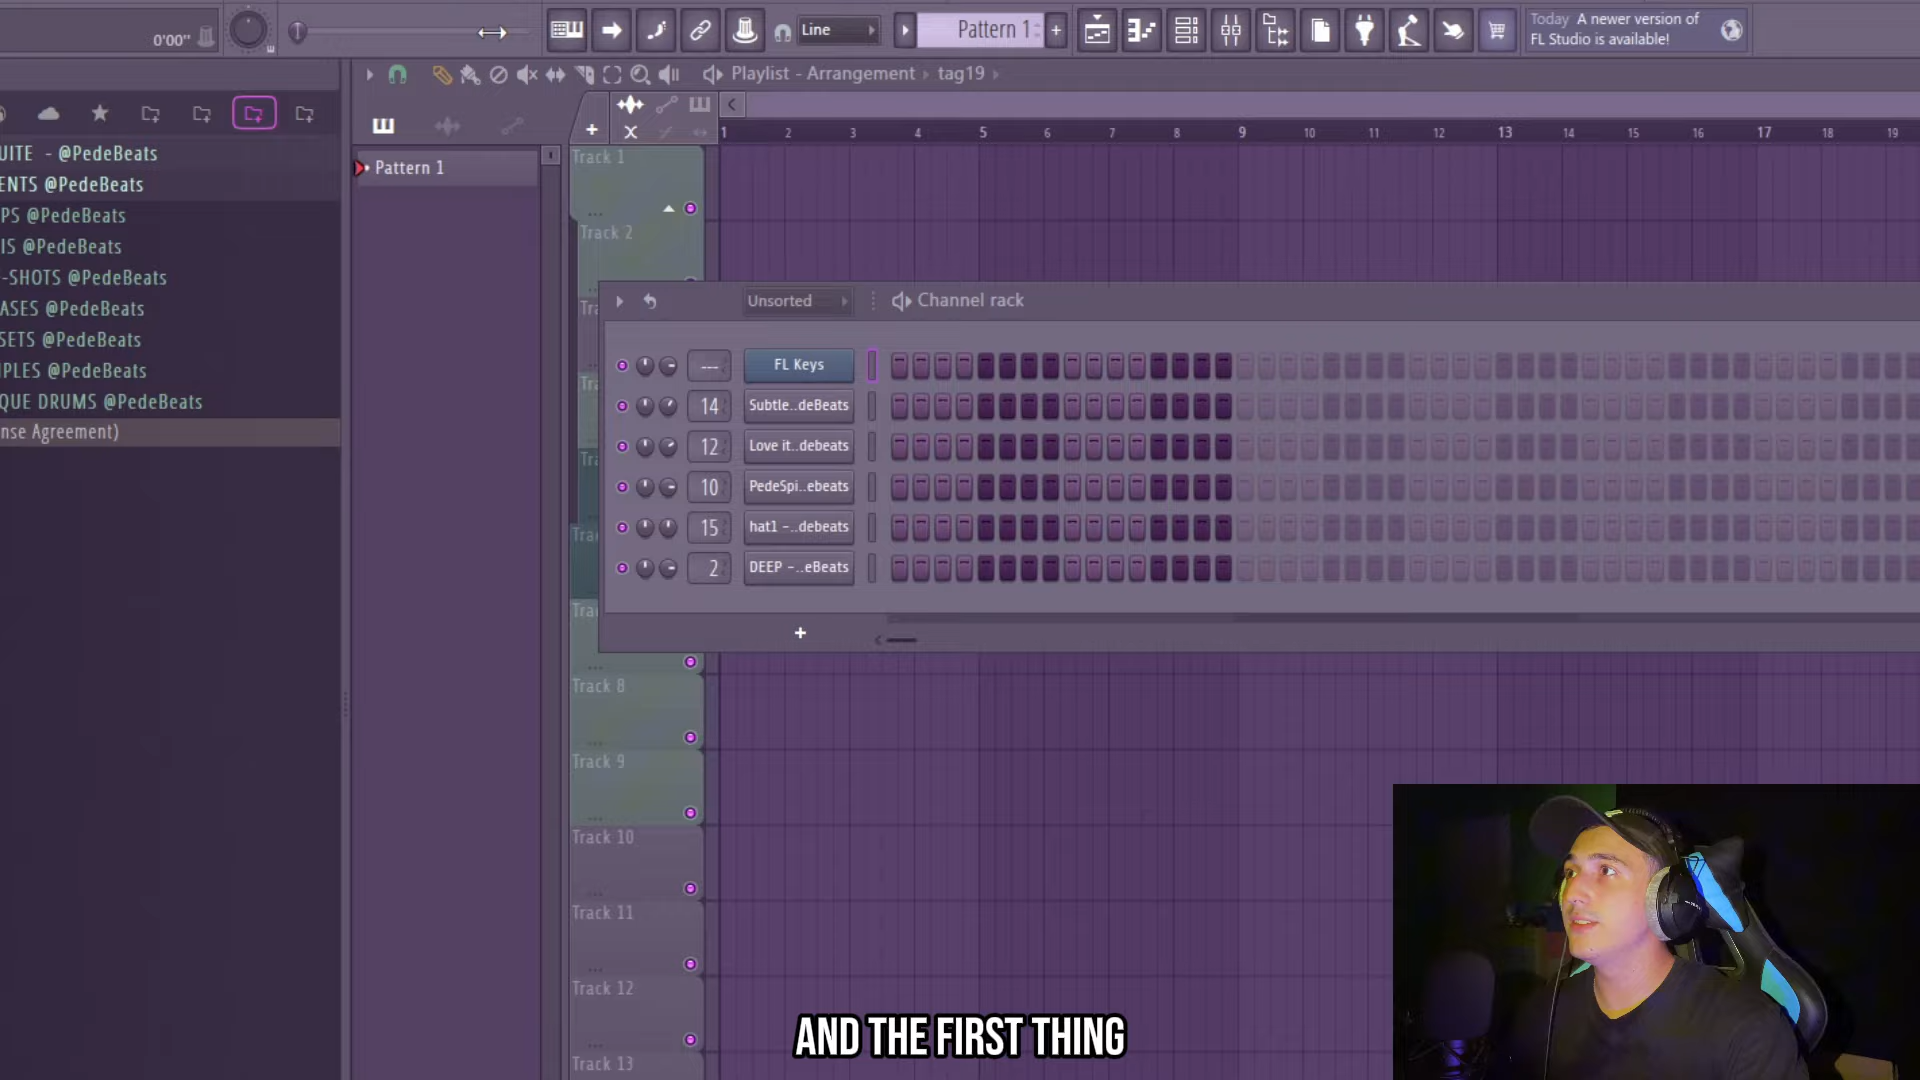 0'00"
Line
Pattern 1
+
Today A newer version of
FL Studio is available!
Playlist - Arrangement › tag19 ›
UITE - @PedeBeats
ENTS @PedeBeats
PS @PedeBeats
IS @PedeBeats
-SHOTS @PedeBeats
ASES @PedeBeats
SETS @PedeBeats
IPLES @PedeBeats
QUE DRUMS @PedeBeats
nse Agreement)
Pattern 1
1 2 3 4 5 6 7 8 9 10 11 12 13 14 15 16 17 18 19
Track 1
Track 2
Unsorted
Channel rack
--- FL Keys
14 Subtle..deBeats
12 Love it..debeats
10 PedeSpi..ebeats
15 hat1 -..debeats
2 DEEP -..eBeats
+
Track 8
Track 9
Track 10
Track 11
Track 12
Track 13
AND THE FIRST THING